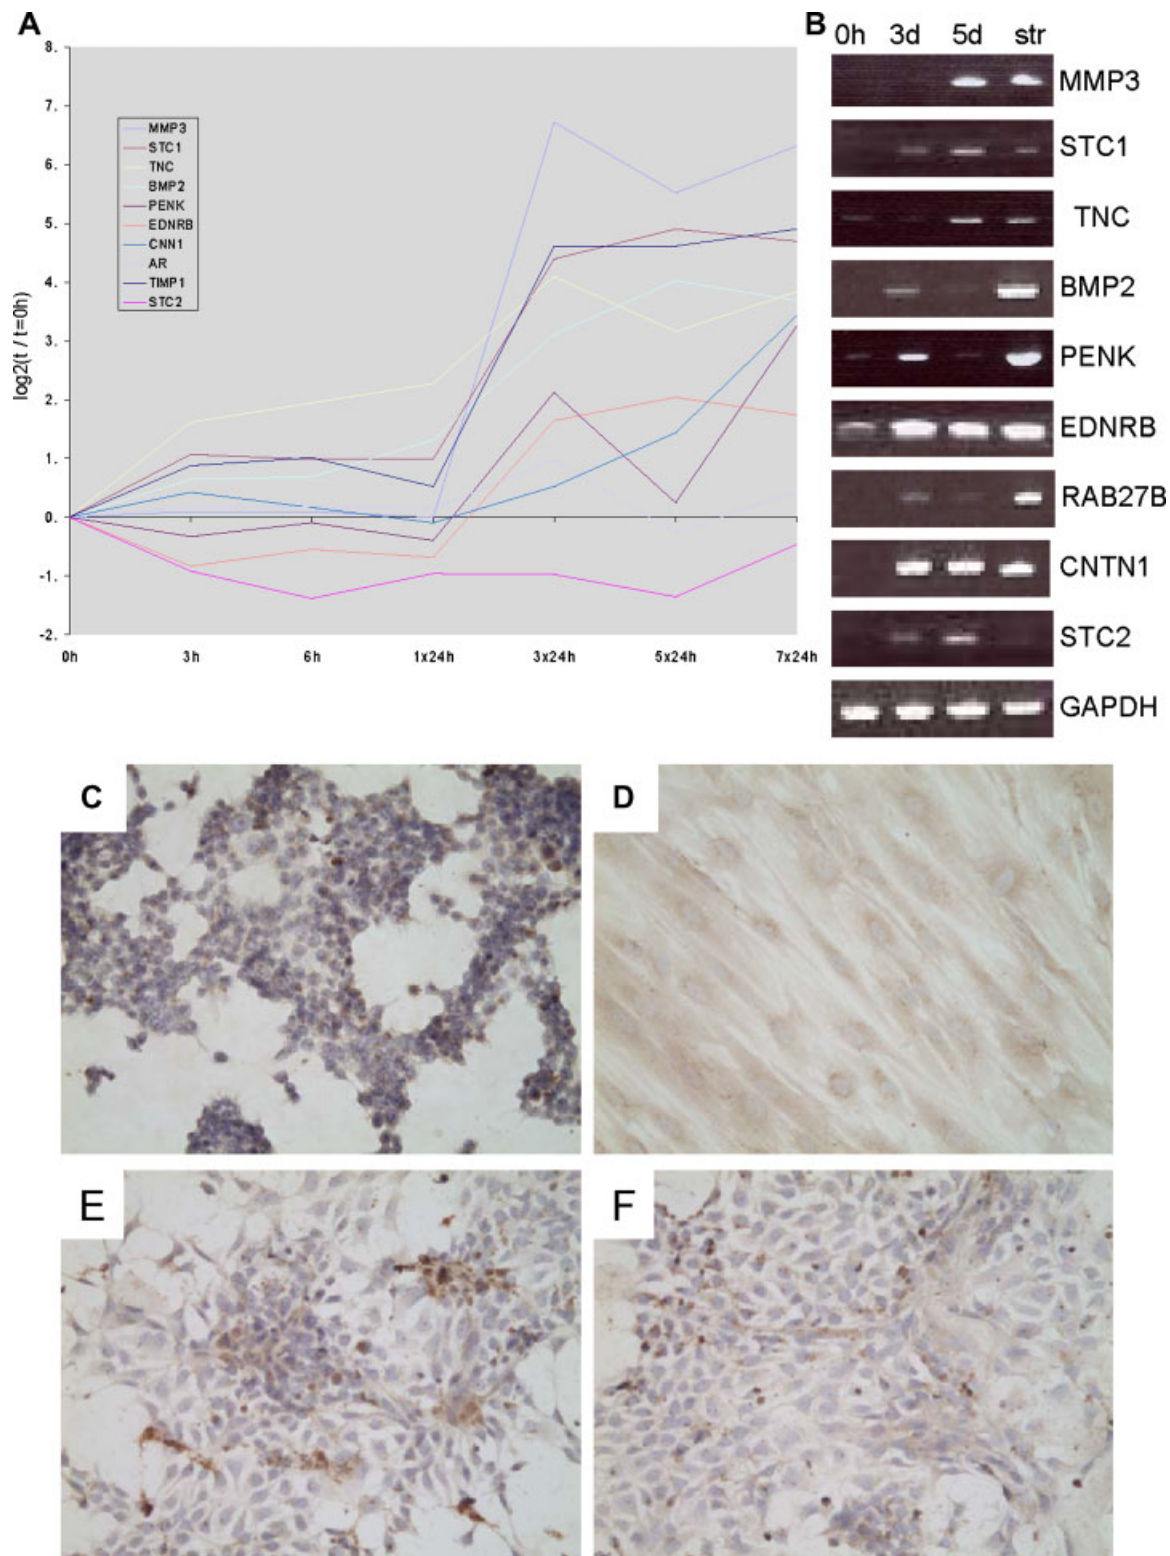 A
8.
7.
6.
5.
4.
3.
2.
1.
0.
-1.
-2.
log2(t / t=0h)
MMP3
STC1
TNC
BMP2
PENK
EDNRB
CNN1
AR
TIMP1
STC2
0h 3h 6h 1x24h 3x24h 5x24h 7x24h
B
0h 3d 5d str
MMP3
STC1
TNC
BMP2
PENK
EDNRB
RAB27B
CNTN1
STC2
GAPDH
C
D
E
F